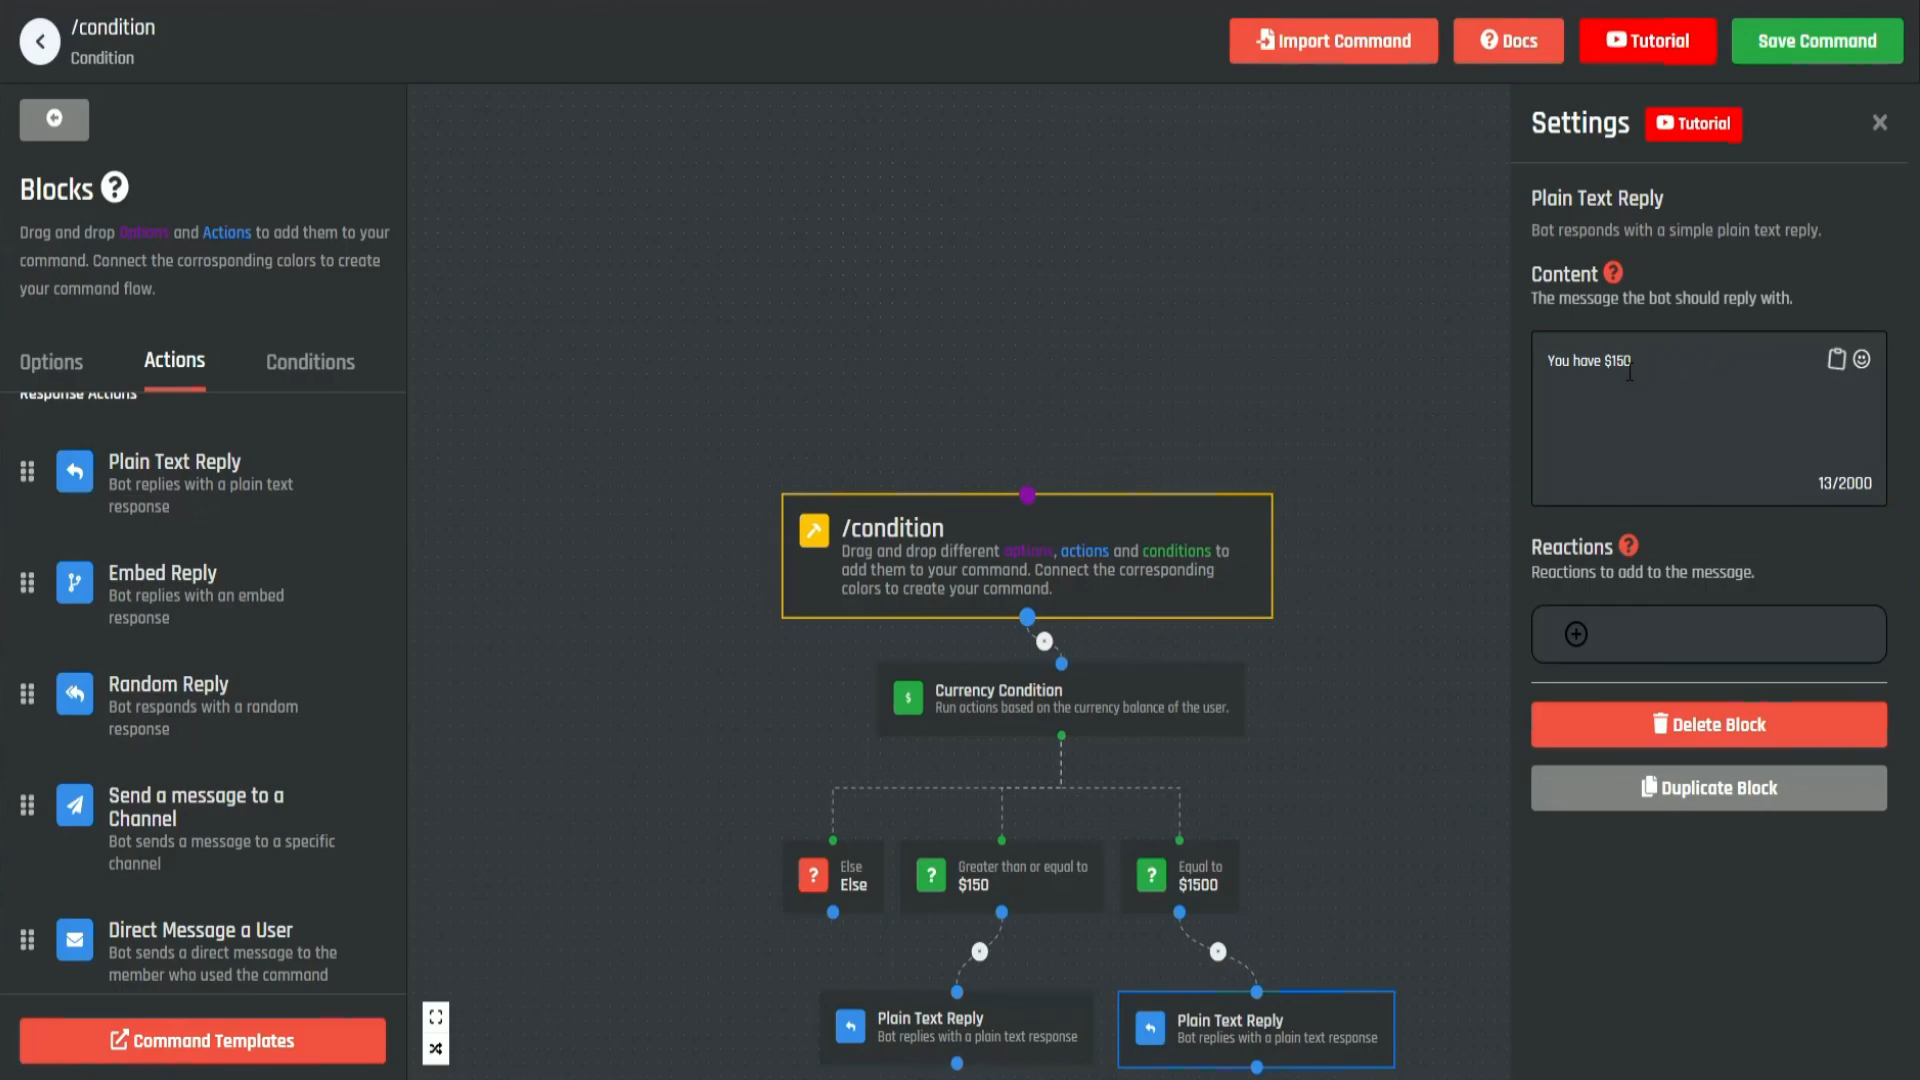 /condition
Condition
Import Command
Docs
Tutorial
Save Command
Blocks
Drag and drop Options and Actions to add them to your
command. Connect the corrosponding colors to create
your command flow.
Options
Actions
Conditions
Response Actions
Plain Text Reply
Bot replies with a plain text
response
Embed Reply
Bot replies with an embed
response
Random Reply
Bot responds with a random
response
Send a message to a
Channel
Bot sends a message to a specific
channel
Direct Message a User
Bot sends a direct message to the
member who used the command
Command Templates
/condition
Drag and drop different options, actions and conditions to
add them to your command. Connect the corresponding
colors to create your command.
Currency Condition
Run actions based on the currency balance of the user.
Else
Else
Greater than or equal to
$150
Equal to
$1500
Plain Text Reply
Bot replies with a plain text response
Plain Text Reply
Bot replies with a plain text response
Settings
Tutorial
Plain Text Reply
Bot responds with a simple plain text reply.
Content
The message the bot should reply with.
You have $150
13/2000
Reactions
Reactions to add to the message.
Delete Block
Duplicate Block